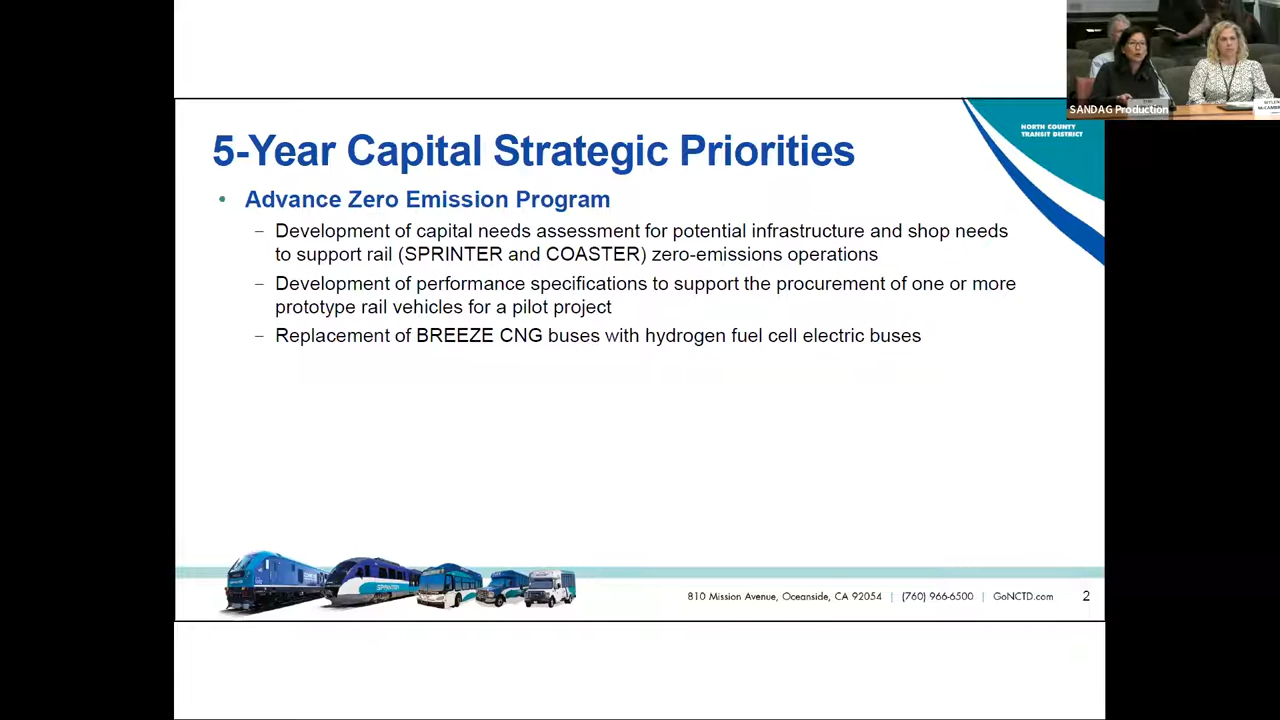 SANDAG Production
NORTH COUNTY
TRANSIT DISTRICT
5-Year Capital Strategic Priorities
• Advance Zero Emission Program
– Development of capital needs assessment for potential infrastructure and shop needs
to support rail (SPRINTER and COASTER) zero-emissions operations
– Development of performance specifications to support the procurement of one or more
prototype rail vehicles for a pilot project
– Replacement of BREEZE CNG buses with hydrogen fuel cell electric buses
SPRINTER
810 Mission Avenue, Oceanside, CA 92054 | (760) 966-6500 | GoNCTD.com 2